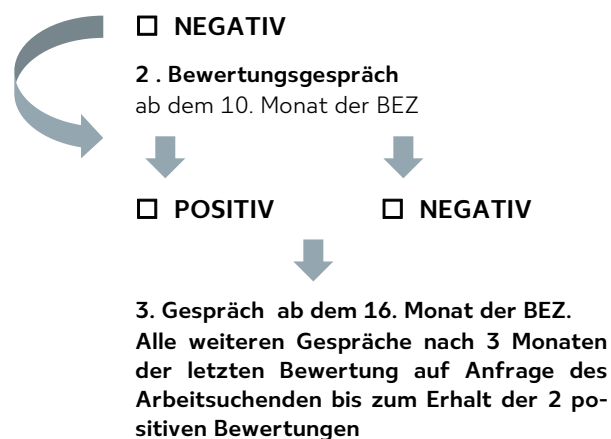 ☐ NEGATIV
2 . Bewertungsgespräch
ab dem 10. Monat der BEZ
☐ POSITIV ☐ NEGATIV
3. Gespräch ab dem 16. Monat der BEZ.
Alle weiteren Gespräche nach 3 Monaten
der letzten Bewertung auf Anfrage des
Arbeitsuchenden bis zum Erhalt der 2 po-
sitiven Bewertungen